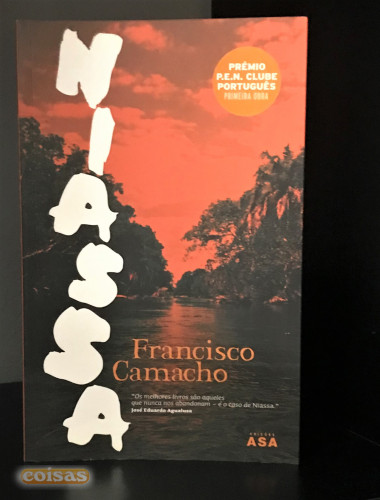 NIASSA
PRÉMIO
P.E.N. CLUBE
PORTUGUÊS
PRIMEIRA OBRA
Francisco
Camacho
"Os melhores livros são aqueles
que nunca nos abandonam – é o caso de Niassa."
José Eduardo Agualusa
EDIÇÕES
ASA
coisas